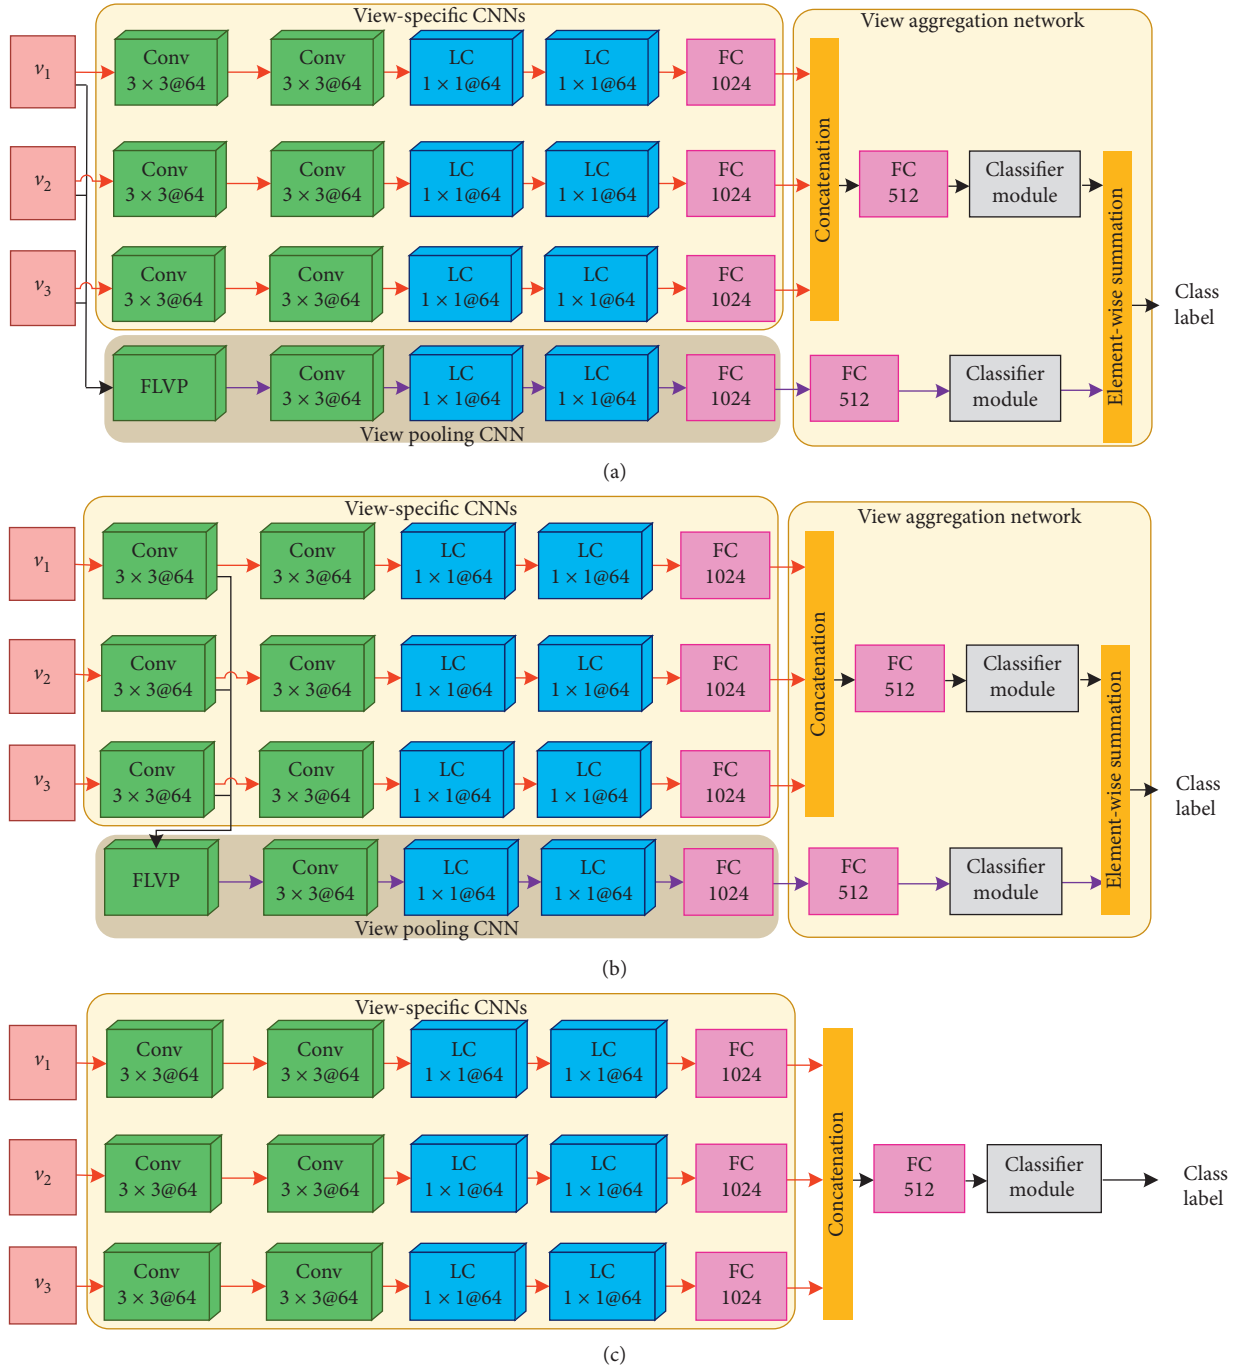 View-specific CNNs
View aggregation network
v1
Conv
3 × 3@64
Conv
3 × 3@64
LC
1 × 1@64
LC
1 × 1@64
FC
1024
v2
Conv
3 × 3@64
Conv
3 × 3@64
LC
1 × 1@64
LC
1 × 1@64
FC
1024
Concatenation
FC
512
Classifier
module
v3
Conv
3 × 3@64
Conv
3 × 3@64
LC
1 × 1@64
LC
1 × 1@64
FC
1024
Element-wise summation
Class
label
FLVP
Conv
3 × 3@64
LC
1 × 1@64
LC
1 × 1@64
FC
1024
FC
512
Classifier
module
View pooling CNN
(a)
View-specific CNNs
View aggregation network
v1
Conv
3 × 3@64
Conv
3 × 3@64
LC
1 × 1@64
LC
1 × 1@64
FC
1024
v2
Conv
3 × 3@64
Conv
3 × 3@64
LC
1 × 1@64
LC
1 × 1@64
FC
1024
Concatenation
FC
512
Classifier
module
v3
Conv
3 × 3@64
Conv
3 × 3@64
LC
1 × 1@64
LC
1 × 1@64
FC
1024
Element-wise summation
Class
label
FLVP
Conv
3 × 3@64
LC
1 × 1@64
LC
1 × 1@64
FC
1024
FC
512
Classifier
module
View pooling CNN
(b)
View-specific CNNs
v1
Conv
3 × 3@64
Conv
3 × 3@64
LC
1 × 1@64
LC
1 × 1@64
FC
1024
v2
Conv
3 × 3@64
Conv
3 × 3@64
LC
1 × 1@64
LC
1 × 1@64
FC
1024
Concatenation
FC
512
Classifier
module
Class
label
v3
Conv
3 × 3@64
Conv
3 × 3@64
LC
1 × 1@64
LC
1 × 1@64
FC
1024
(c)